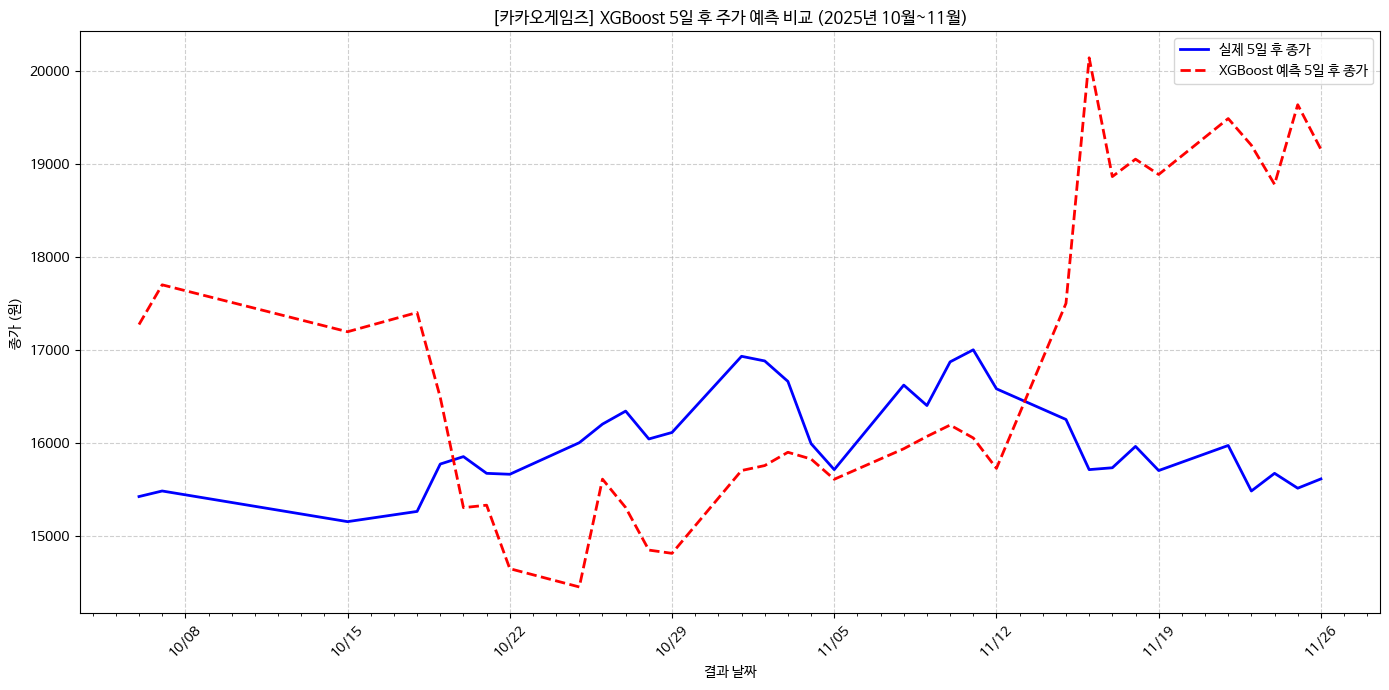 [카카오게임즈] XGBoost 5일 후 주가 예측 비교 (2025년 10월~11월)
실제 5일 후 종가
XGBoost 예측 5일 후 종가
종가 (원)
20000
19000
18000
17000
16000
15000
10/08
10/15
10/22
10/29
11/05
11/12
11/19
11/26
결과 날짜